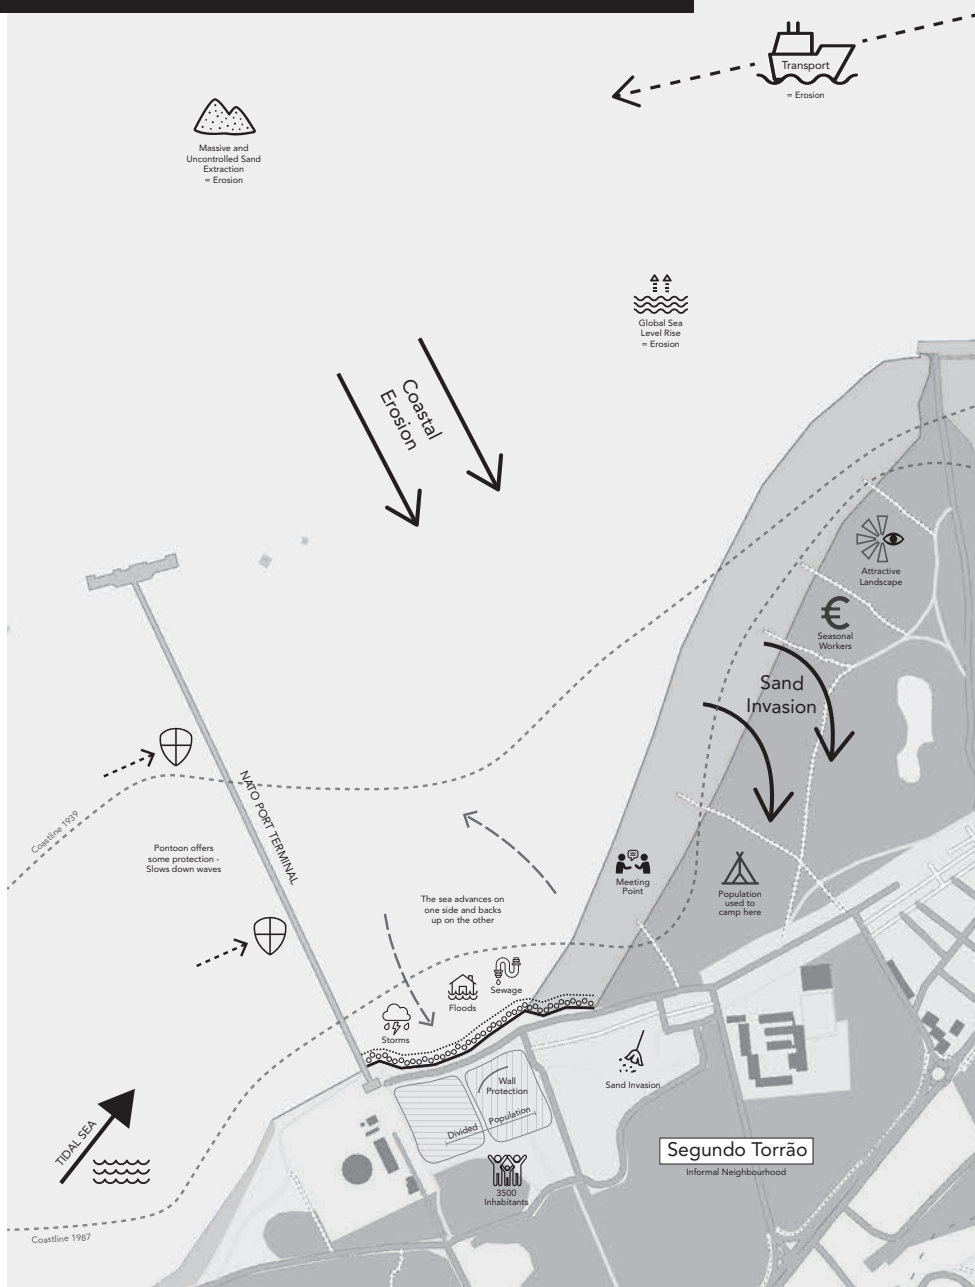 Transport
= Erosion
Massive and
Uncontrolled Sand
Extraction
= Erosion
Global Sea
Level Rise
= Erosion
Coastal
Erosion
Attractive
Landscape
€
Seasonal
Workers
Sand
Invasion
NATO PORT TERMINAL
Coastline 1939
Pontoon offers
some protection -
Slows down waves
The sea advances on
one side and backs
up on the other
Meeting
Point
Population
used to
camp here
Sewage
Floods
Storms
Wall
Protection
Divided Population
Sand Invasion
TIDAL SEA
Segundo Torrão
Informal Neighbourhood
3500
Inhabitants
Coastline 1987